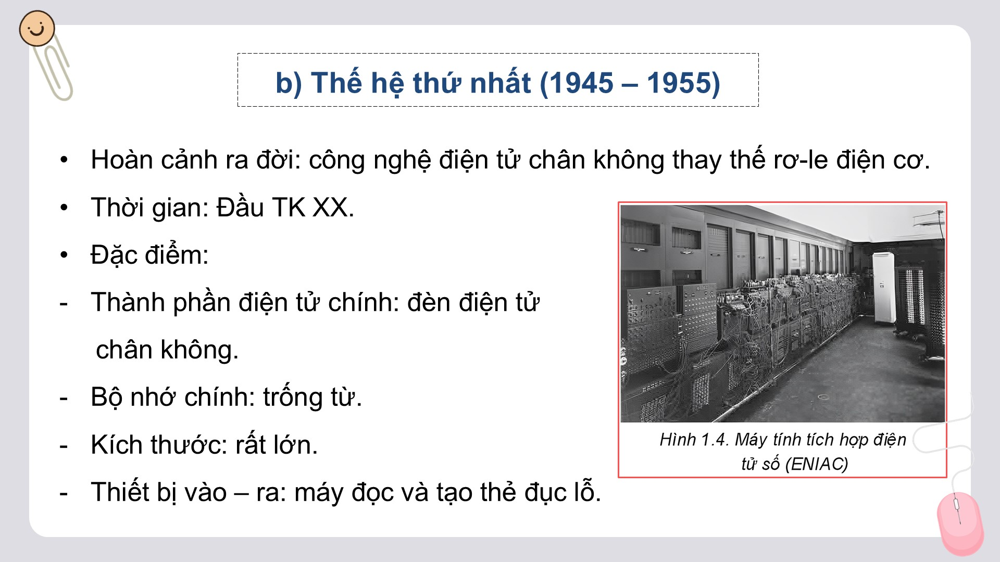 b) Thế hệ thứ nhất (1945 – 1955)
• Hoàn cảnh ra đời: công nghệ điện tử chân không thay thế rơ-le điện cơ.
• Thời gian: Đầu TK XX.
• Đặc điểm:
- Thành phần điện tử chính: đèn điện tử
chân không.
- Bộ nhớ chính: trống từ.
- Kích thước: rất lớn.
- Thiết bị vào – ra: máy đọc và tạo thẻ đục lỗ.
Hình 1.4. Máy tính tích hợp điện
tử số (ENIAC)